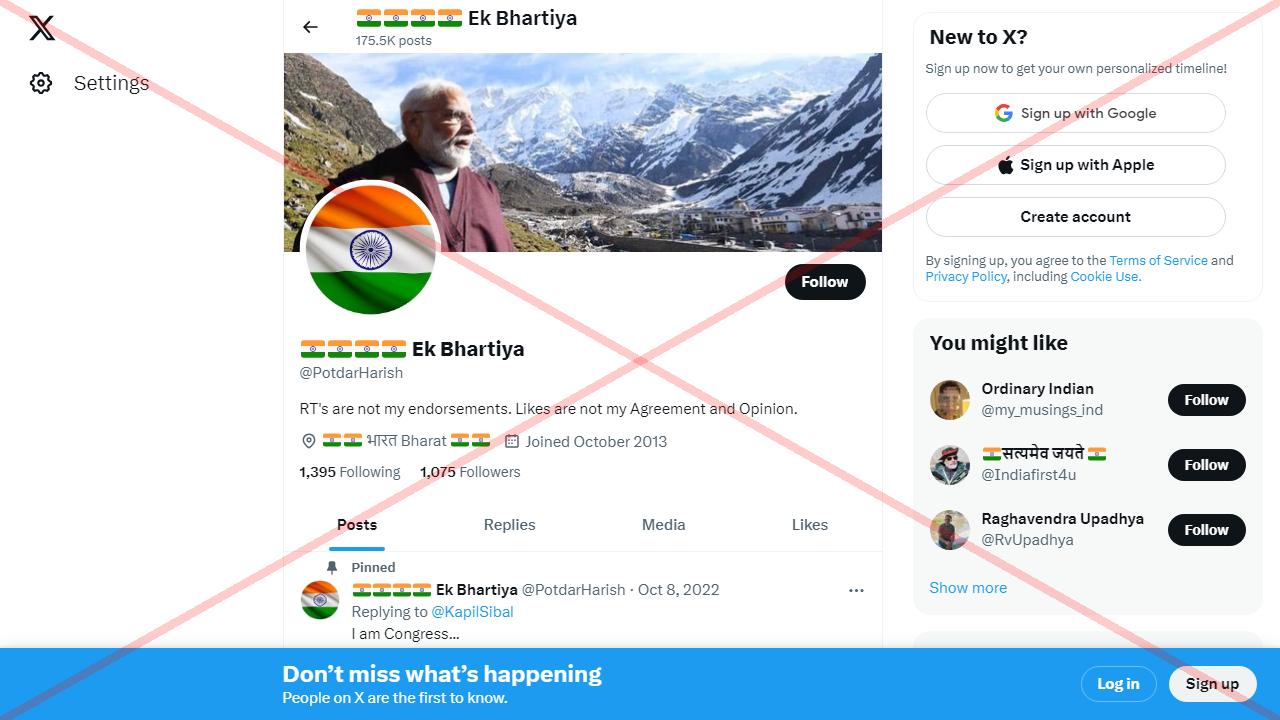 Settings
🇮🇳🇮🇳🇮🇳🇮🇳 Ek Bhartiya
175.5K posts
Follow
🇮🇳🇮🇳🇮🇳🇮🇳 Ek Bhartiya
@PotdarHarish
RT's are not my endorsements. Likes are not my Agreement and Opinion.
🇮🇳🇮🇳 भारत Bharat 🇮🇳🇮🇳 Joined October 2013
1,395 Following 1,075 Followers
Posts Replies Media Likes
Pinned
🇮🇳🇮🇳🇮🇳🇮🇳 Ek Bhartiya @PotdarHarish · Oct 8, 2022
Replying to @KapilSibal
I am Congress...
New to X?
Sign up now to get your own personalized timeline!
Sign up with Google
Sign up with Apple
Create account
By signing up, you agree to the Terms of Service and
Privacy Policy, including Cookie Use.
You might like
Ordinary Indian
@my_musings_ind
Follow
🇮🇳सत्यमेव जयते 🇮🇳
@Indiafirst4u
Follow
Raghavendra Upadhya
@RvUpadhya
Follow
Show more
Don’t miss what’s happening
People on X are the first to know.
Log in
Sign up